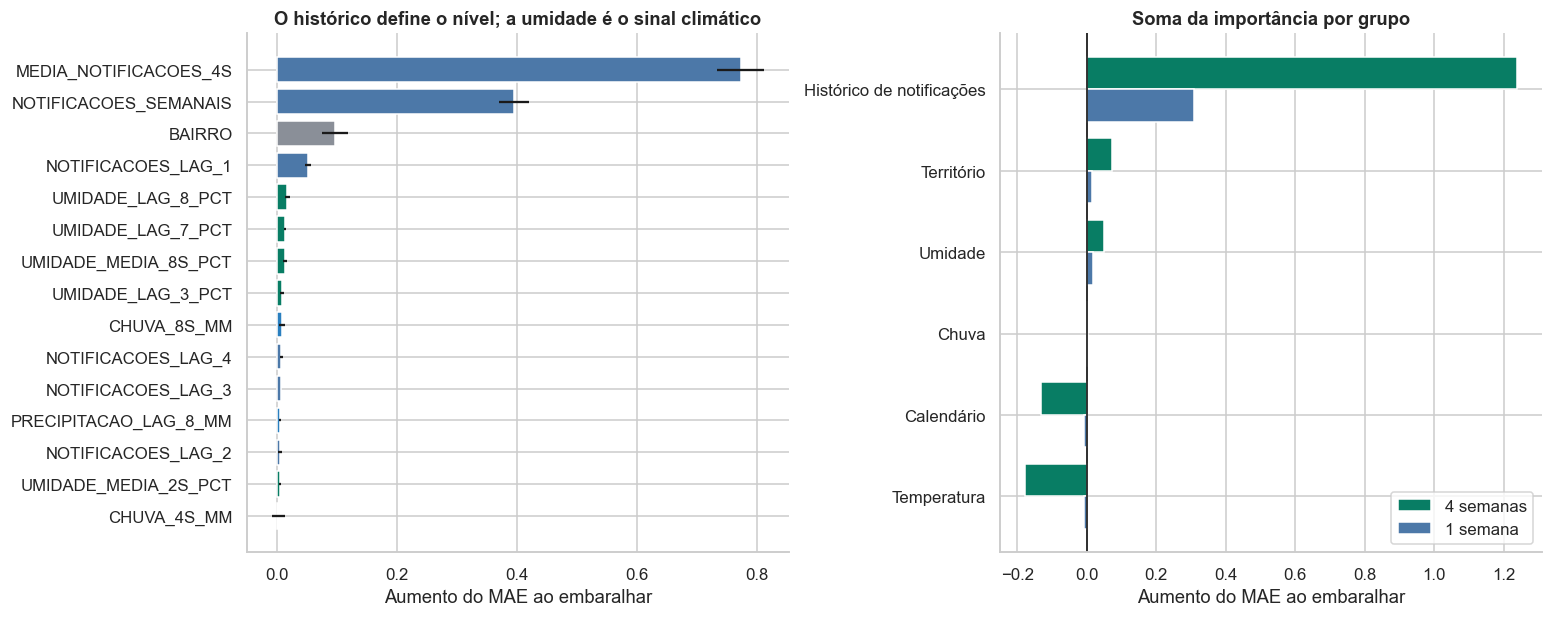 O histórico define o nível; a umidade é o sinal climático
MEDIA_NOTIFICACOES_4S
NOTIFICACOES_SEMANAIS
BAIRRO
NOTIFICACOES_LAG_1
UMIDADE_LAG_8_PCT
UMIDADE_LAG_7_PCT
UMIDADE_MEDIA_8S_PCT
UMIDADE_LAG_3_PCT
CHUVA_8S_MM
NOTIFICACOES_LAG_4
NOTIFICACOES_LAG_3
PRECIPITACAO_LAG_8_MM
NOTIFICACOES_LAG_2
UMIDADE_MEDIA_2S_PCT
CHUVA_4S_MM
0.0 0.2 0.4 0.6 0.8
Aumento do MAE ao embaralhar
Soma da importância por grupo
Histórico de notificações
Território
Umidade
Chuva
Calendário
Temperatura
4 semanas
1 semana
−0.2 0.0 0.2 0.4 0.6 0.8 1.0 1.2
Aumento do MAE ao embaralhar